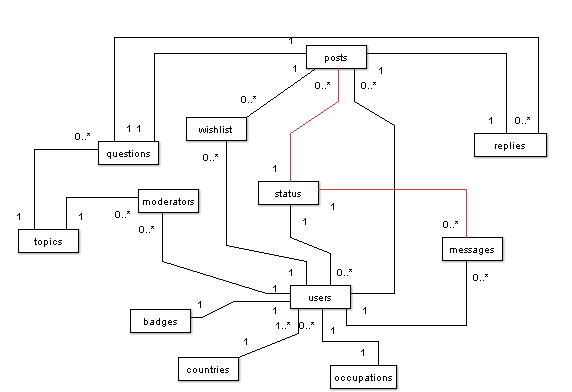 1
posts
1
1
0..*
0..*
0..*
wishlist
1
0..*
0..*
1
1
replies
questions
0..*
1
status
moderators
1
0..*
1
1
0..*
1
0..*
topics
0..*
messages
1
0..*
0..*
1
users
1
1
1
badges
1..*
0..*
1
1
1
countries
occupations